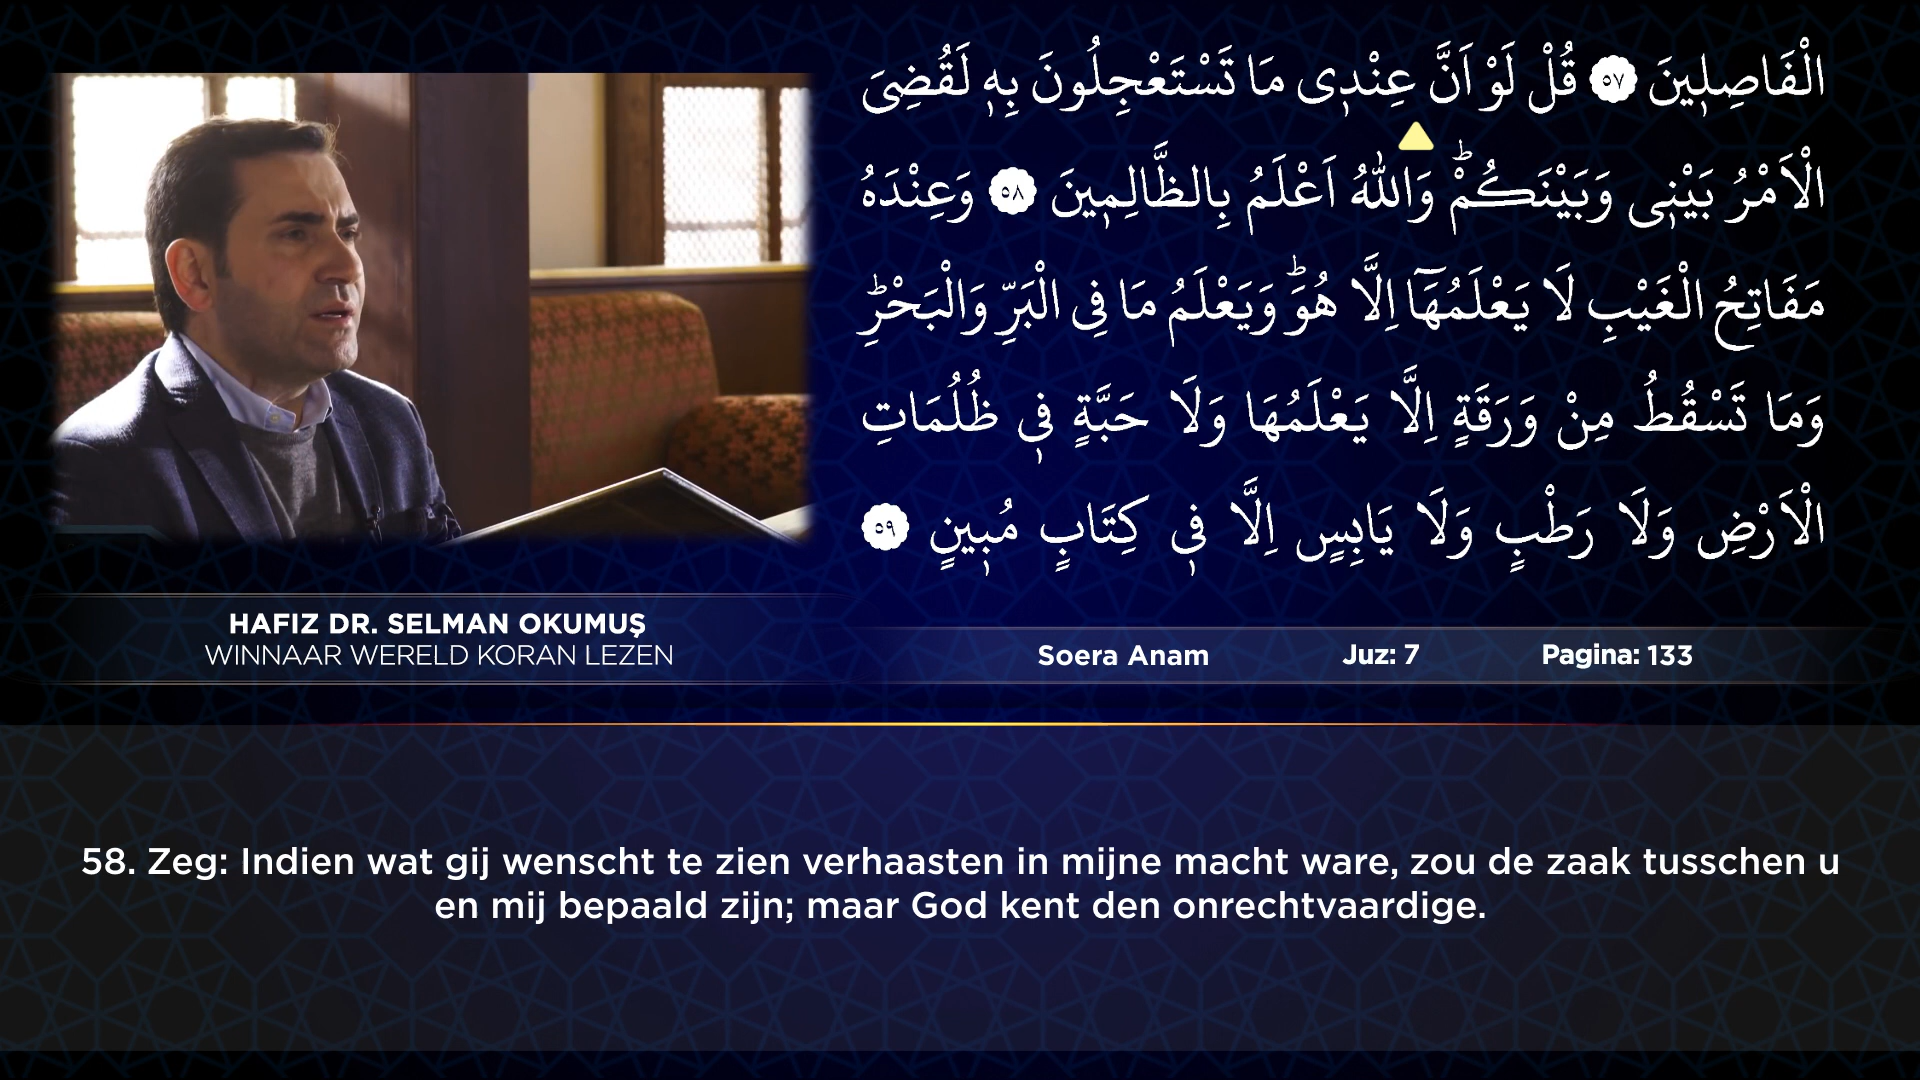 الْفَاصِل۪ينَ ﴿٥٧﴾ قُلْ لَوْ اَنَّ عِنْد۪ى مَا تَسْتَعْجِلُونَ بِه۪ لَقُضِىَ
الْاَمْرُ بَيْن۪ى وَبَيْنَكُمْۜ وَاللّٰهُ اَعْلَمُ بِالظَّالِم۪ينَ ﴿٥٨﴾ وَعِنْدَهُ
مَفَاتِحُ الْغَيْبِ لَا يَعْلَمُهَٓا اِلَّا هُوَۜ وَيَعْلَمُ مَا فِى الْبَرِّ وَالْبَحْرِۜ
وَمَا تَسْقُطُ مِنْ وَرَقَةٍ اِلَّا يَعْلَمُهَا وَلَا حَبَّةٍ ف۪ى ظُلُمَاتِ
الْاَرْضِ وَلَا رَطْبٍ وَلَا يَابِسٍ اِلَّا ف۪ى كِتَابٍ مُب۪ينٍ ﴿٥٩﴾
HAFIZ DR. SELMAN OKUMUŞ
WINNAAR WERELD KORAN LEZEN
Soera Anam Juz: 7 Pagina: 133
58. Zeg: Indien wat gij wenscht te zien verhaasten in mijne macht ware, zou de zaak tusschen u
en mij bepaald zijn; maar God kent den onrechtvaardige.